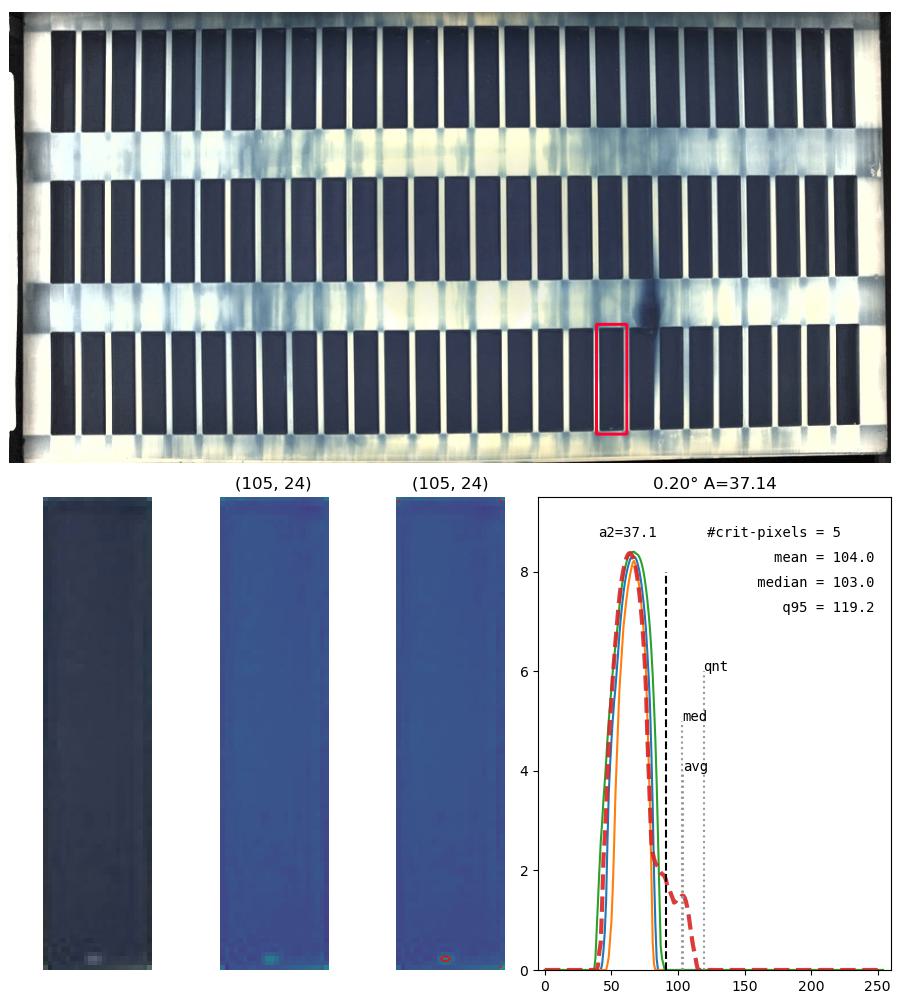 (105, 24)
(105, 24)
0.20° A=37.14
a2=37.1
#crit-pixels = 5
mean = 104.0
median = 103.0
q95 = 119.2
qnt
med
avg
8
6
4
2
0
0 50 100 150 200 250